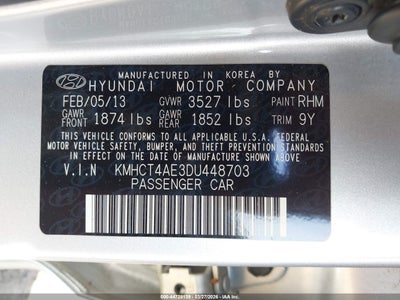 MANUFACTURED IN KOREA BY
HYUNDAI MOTOR COMPANY
FEB/05/13 GVWR 3527 lbs PAINT RHM
GAWR FRONT 1874 lbs GAWR REAR 1852 lbs TRIM 9Y
THIS VEHICLE CONFORMS TO ALL APPLICABLE FEDERAL
MOTOR VEHICLE SAFETY, BUMPER, AND THEFT PREVENTION STANDARDS
IN EFFECT ON THE DATE OF MANUFACTURE SHOWN ABOVE.
V.I.N KMHCT4AE3DU448703
PASSENGER CAR